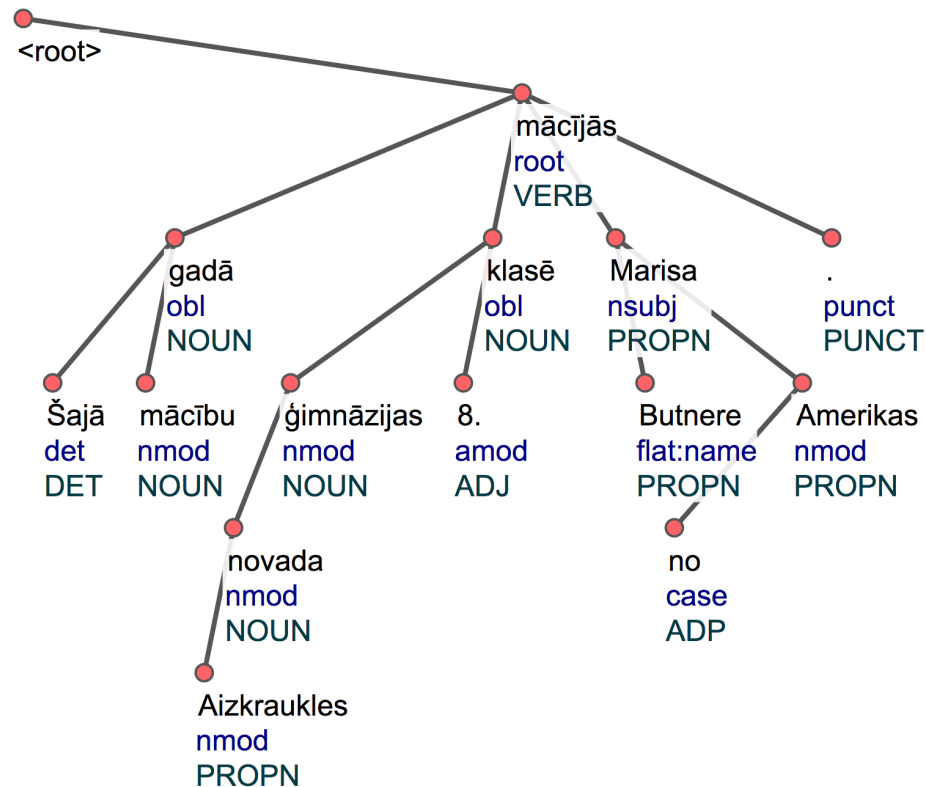 <root>
mācījās
root
VERB
gadā
obl
NOUN
klasē
obl
NOUN
Marisa
nsubj
PROPN
.
punct
PUNCT
Šajā
det
DET
mācību
nmod
NOUN
ģimnāzijas
nmod
NOUN
8.
amod
ADJ
Butnere
flat:name
PROPN
Amerikas
nmod
PROPN
novada
nmod
NOUN
no
case
ADP
Aizkraukles
nmod
PROPN